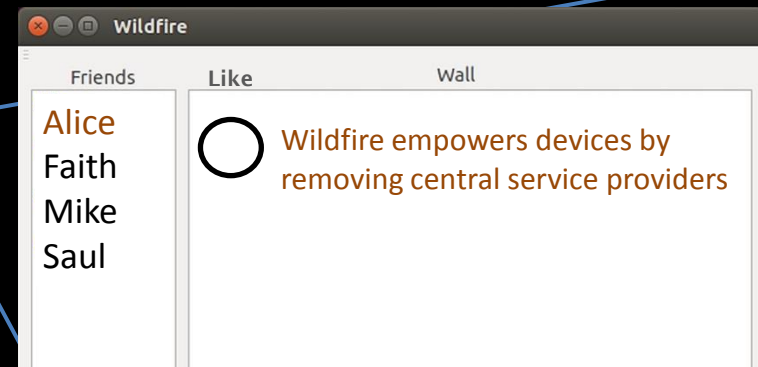 Wildfire
Friends
Like
Wall
Alice
Faith
Mike
Saul
Wildfire empowers devices by
removing central service providers